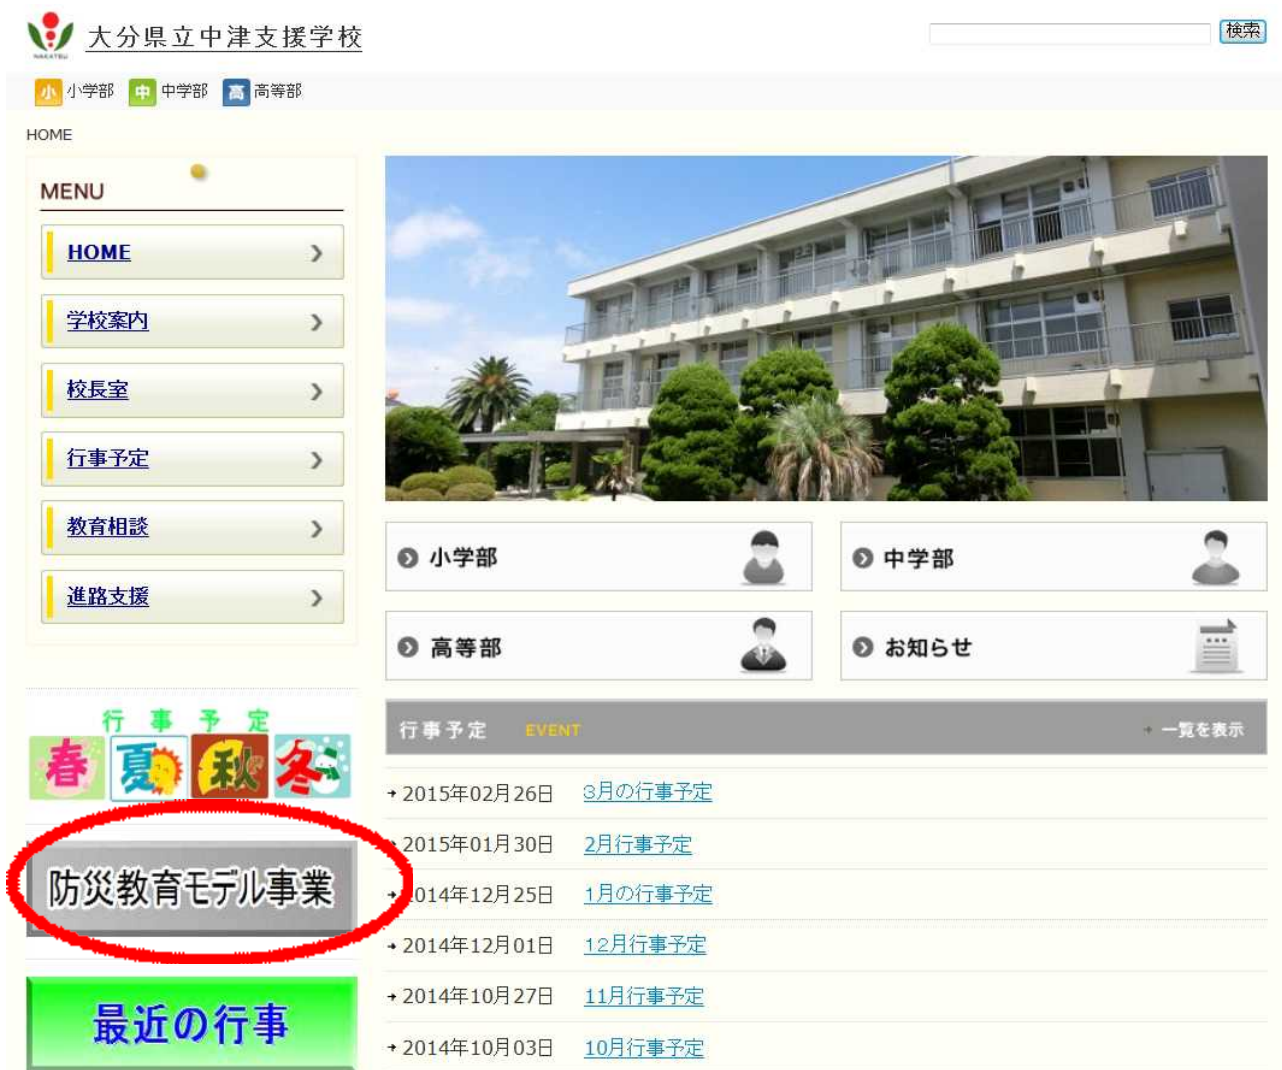 大分県立中津支援学校
検索
NAKATSU
小 小学部 中 中学部 高 高等部
HOME
MENU
HOME
学校案内
校長室
行事予定
教育相談
進路支援
小学部
中学部
高等部
お知らせ
行事予定
春 夏 秋 冬
防災教育モデル事業
最近の行事
行事予定 EVENT 一覧を表示
2015年02月26日 3月の行事予定
2015年01月30日 2月行事予定
2014年12月25日 1月の行事予定
2014年12月01日 12月行事予定
2014年10月27日 11月行事予定
2014年10月03日 10月行事予定